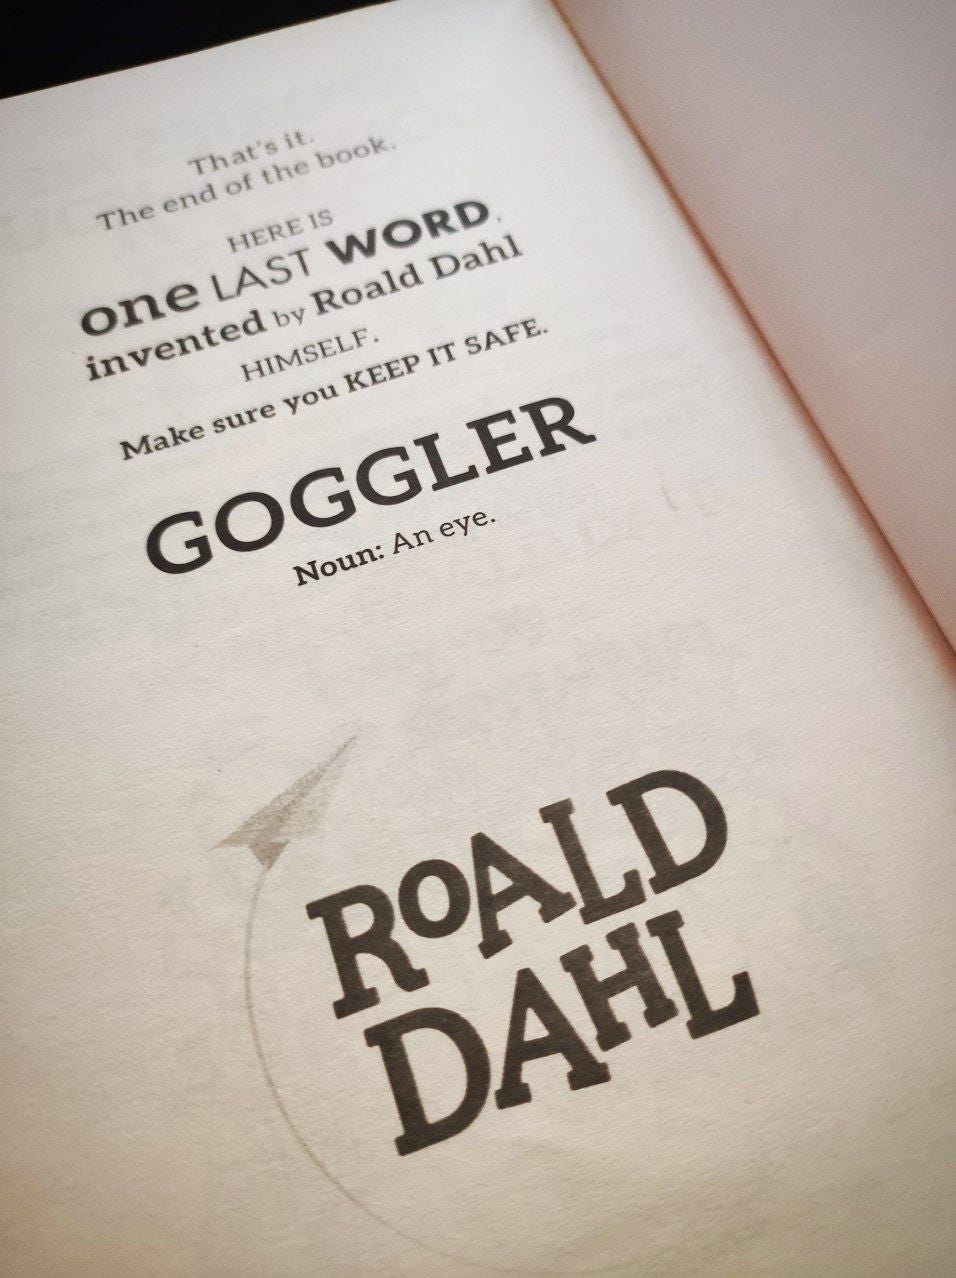 That's it.
The end of the book.
HERE IS
one LAST WORD,
invented by Roald Dahl
HIMSELF.
Make sure you KEEP IT SAFE.
GOGGLER
Noun: An eye.
ROALD
DAHL